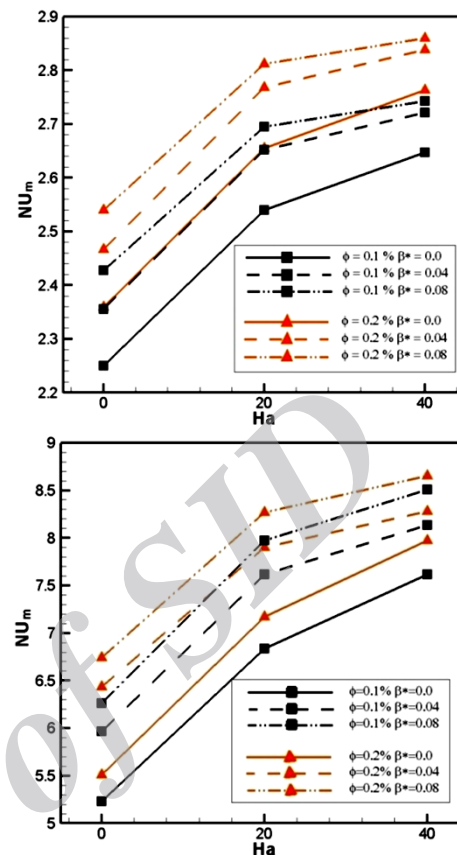 2.9
2.8
2.7
2.6
2.5
2.4
2.3
2.2
NU_m
0 20 40
Ha
ϕ = 0.1 % β* = 0.0
ϕ = 0.1 % β* = 0.04
ϕ = 0.1 % β* = 0.08
ϕ = 0.2 % β* = 0.0
ϕ = 0.2 % β* = 0.04
ϕ = 0.2 % β* = 0.08
9
8.5
8
7.5
7
6.5
6
5.5
5
NU_m
0 20 40
Ha
ϕ=0.1% β*=0.0
ϕ=0.1% β*=0.04
ϕ=0.1% β*=0.08
ϕ=0.2% β*=0.0
ϕ=0.2% β*=0.04
ϕ=0.2% β*=0.08
of SID